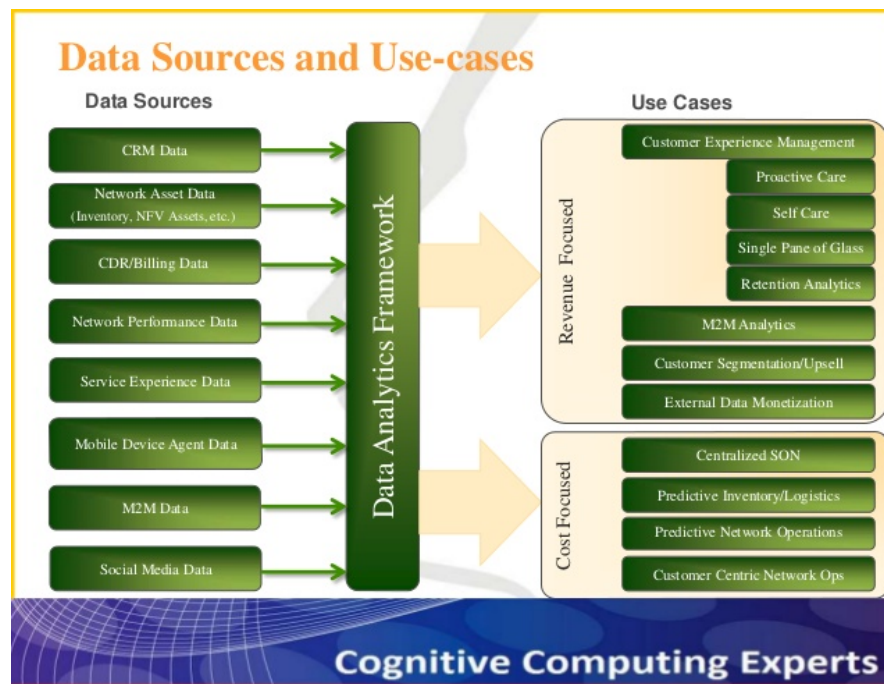 Data Sources and Use-cases
Data Sources
CRM Data
Network Asset Data
(Inventory, NFV Assets, etc.)
CDR/Billing Data
Network Performance Data
Service Experience Data
Mobile Device Agent Data
M2M Data
Social Media Data
Data Analytics Framework
Use Cases
Revenue Focused
Customer Experience Management
Proactive Care
Self Care
Single Pane of Glass
Retention Analytics
M2M Analytics
Customer Segmentation/Upsell
External Data Monetization
Cost Focused
Centralized SON
Predictive Inventory/Logistics
Predictive Network Operations
Customer Centric Network Ops
Cognitive Computing Experts